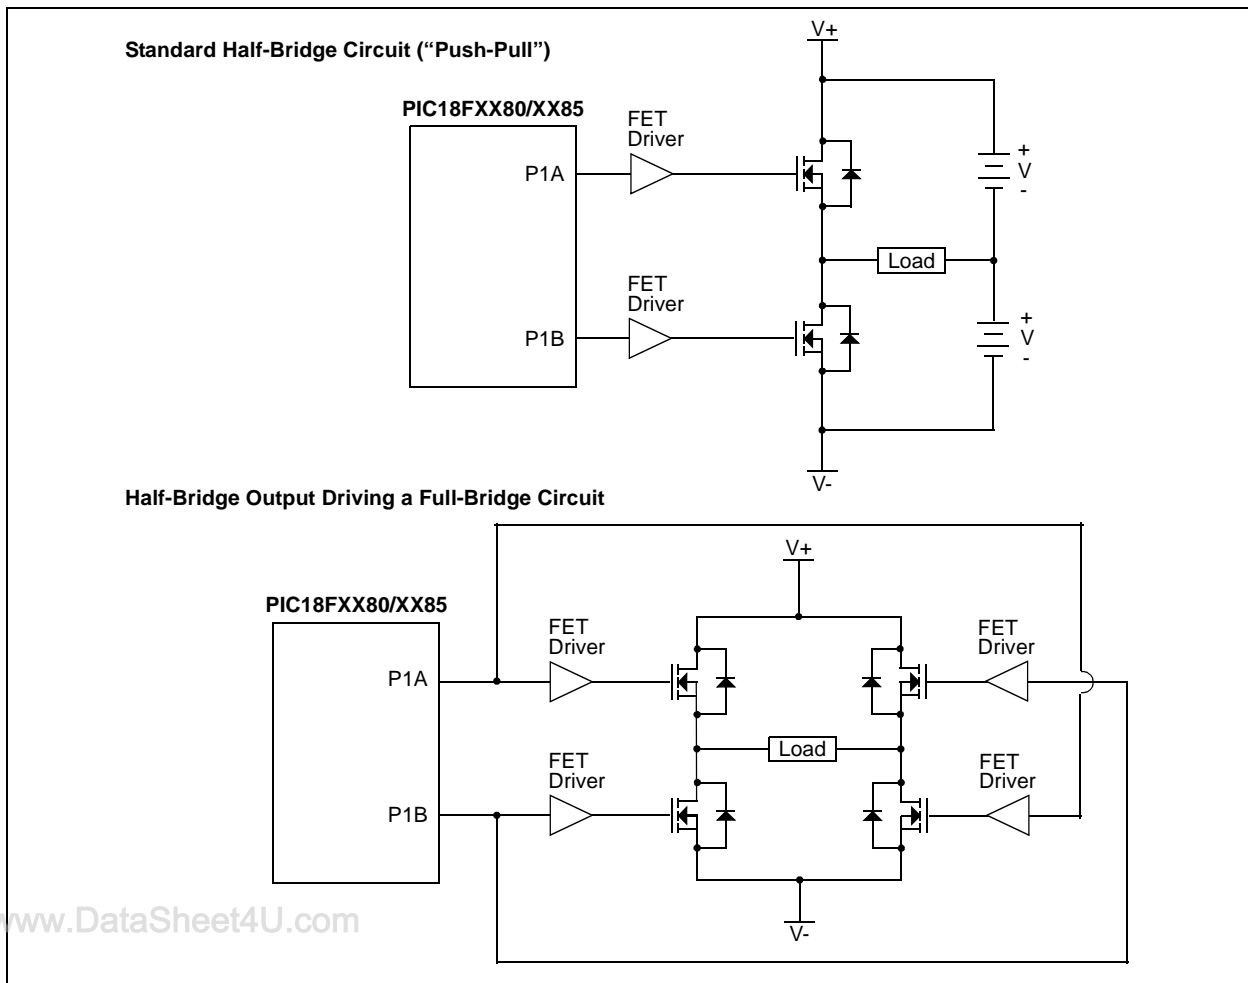 Standard Half-Bridge Circuit (“Push-Pull”)
V+
PIC18FXX80/XX85
FET
Driver
P1A
+
V
-
Load
FET
Driver
P1B
+
V
-
V-
Half-Bridge Output Driving a Full-Bridge Circuit
V+
PIC18FXX80/XX85
FET
Driver
FET
Driver
P1A
Load
FET
Driver
FET
Driver
P1B
V-
www.DataSheet4U.com